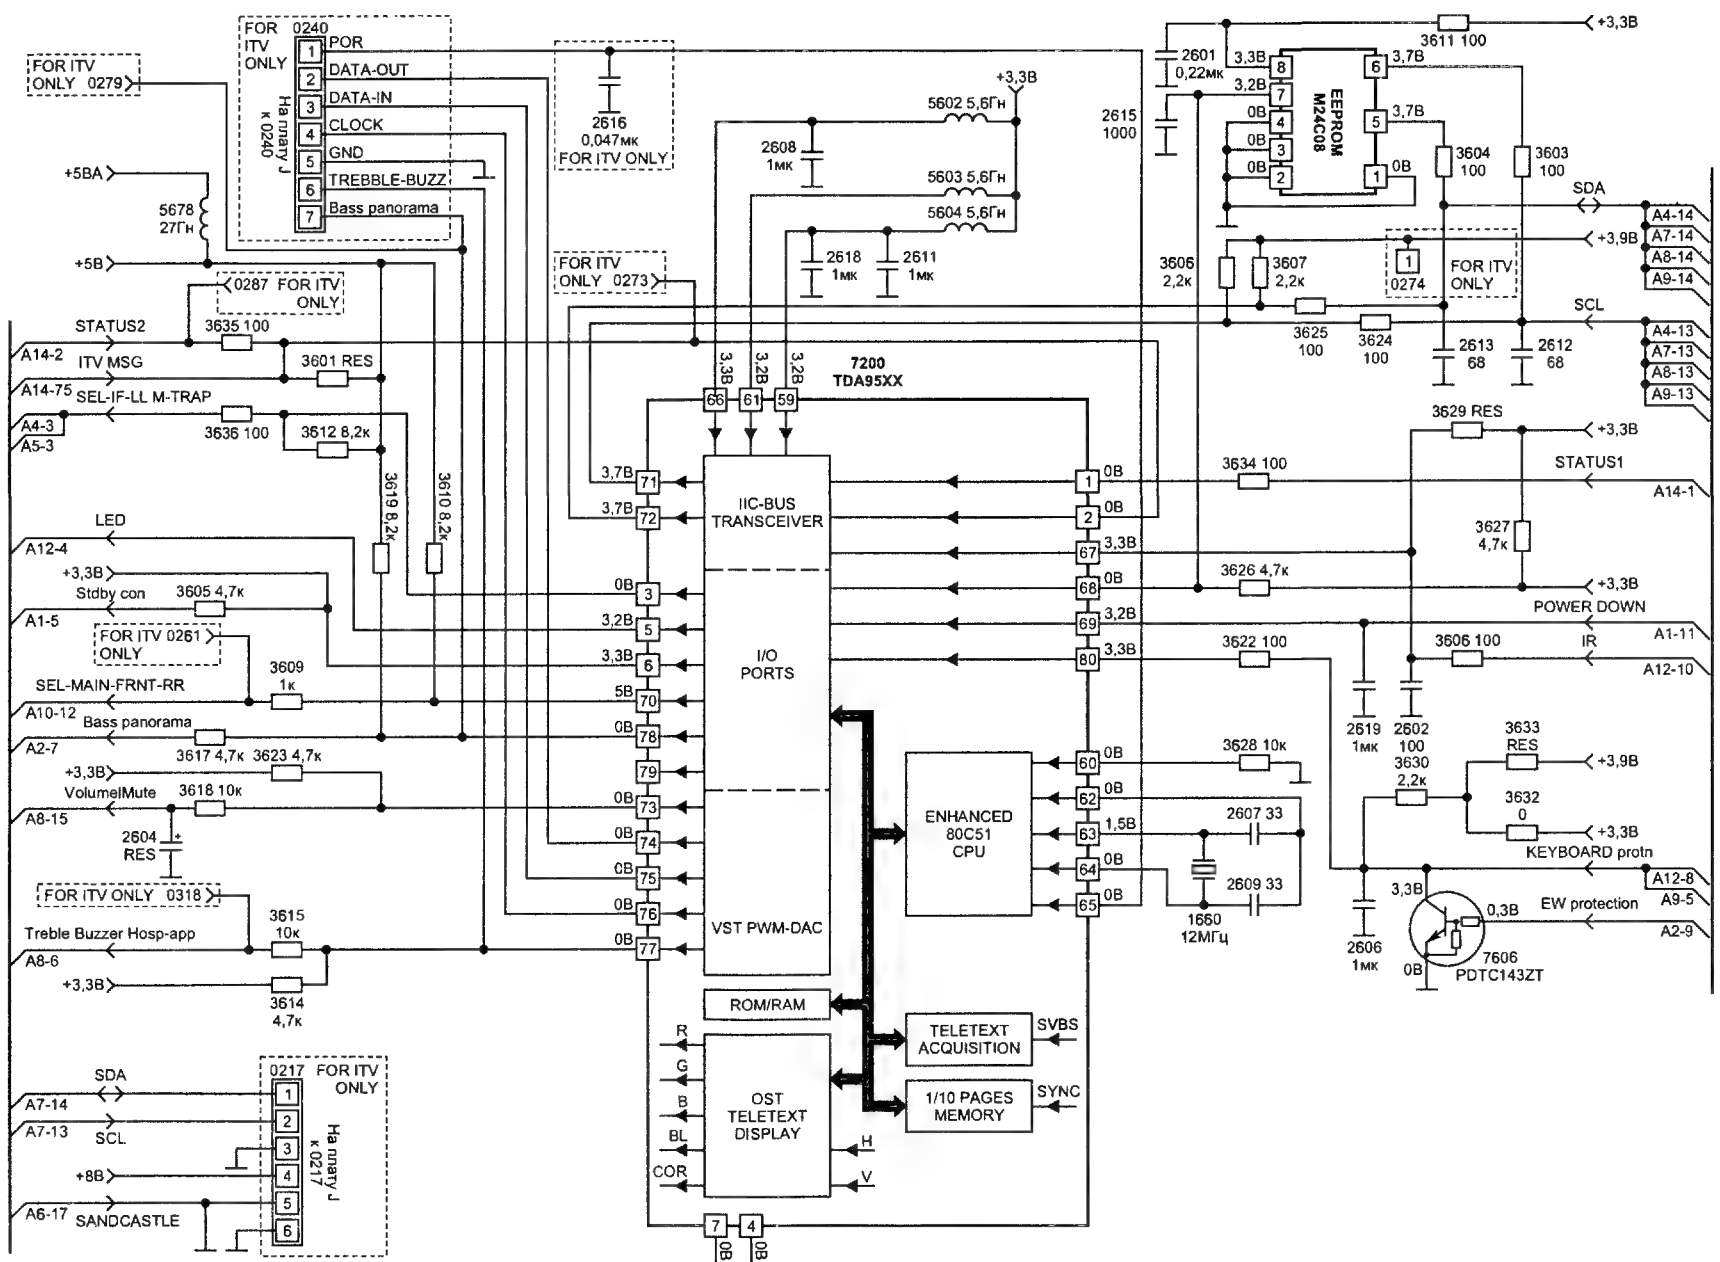 FOR
ITV
ONLY
0240
На плату J
к 0240
1 POR
2 DATA-OUT
3 DATA-IN
4 CLOCK
5 GND
6 TREBBLE-BUZZ
7 Bass panorama
FOR ITV
ONLY 0279
+5BA
5678
27Гн
+5В
0287 FOR ITV
ONLY
2616
0,047мк
FOR ITV ONLY
FOR ITV
ONLY 0273
+3,3В
5602 5,6Гн
2608
1мк
5603 5,6Гн
5604 5,6Гн
2618
1мк
2611
1мк
2601
0,22мк
2615
1000
3611 100
+3,3В
3,3В 8
3,2В 7
0В 4
0В 3
0В 2
EEPROM
M24C08
6 3,7В
5 3,7В
1 0В
3604
100
3603
100
SDA
A4-14
A7-14
A8-14
A9-14
3606
2,2к
3607
2,2к
+3,9В
1
0274
FOR ITV
ONLY
SCL
3625
100
3624
100
2613
68
2612
68
A4-13
A7-13
A8-13
A9-13
STATUS2
A14-2
3635 100
ITV MSG
A14-75
3601 RES
SEL-IF-LL M-TRAP
A4-3
A5-3
3636 100
3612 8,2к
3619 8,2к
3610 8,2к
7200
TDA95XX
3,3В
3,2В
3,2В
66
61
59
3,7В 71
3,7В 72
IIC-BUS
TRANSCEIVER
1 0В
2 0В
67 3,3В
68 0В
69 3,2В
80 3,3В
3634 100
STATUS1
A14-1
3629 RES
+3,3В
3627
4,7к
3626 4,7к
+3,3В
POWER DOWN
A1-11
3622 100
3606 100
IR
A12-10
2619
1мк
2602
100
LED
A12-4
+3,3В
Stdby con
A1-5
3605 4,7к
FOR ITV 0261
ONLY
3609
1к
SEL-MAIN-FRNT-RR
A10-12
Bass panorama
A2-7
3617 4,7к
3623 4,7к
+3,3В
VolumeIMute
A8-15
3618 10к
2604
RES
+
FOR ITV ONLY 0318
3615
10к
Treble Buzzer Hosp-app
A8-6
+3,3В
3614
4,7к
0В 3
3,2В 5
3,3В 6
5В 70
0В 78
79
0В 73
0В 74
0В 75
0В 76
0В 77
I/O
PORTS
VST PWM-DAC
ENHANCED
80C51
CPU
60 0В
62 0В
63 1,5В
64 0В
65 0В
3628 10к
2607 33
2609 33
1660
12МГц
3630
2,2к
3633
RES
+3,9В
3632
0
+3,3В
KEYBOARD protn
A12-8
A9-5
3,3В
0,3В
EW protection
A2-9
2606
1мк
0В
7606
PDTC143ZT
ROM/RAM
R
G
B
BL
COR
OST
TELETEXT
DISPLAY
H
V
TELETEXT
ACQUISITION
SVBS
1/10 PAGES
MEMORY
SYNC
7
4
0В
0В
0217 FOR ITV
ONLY
SDA
A7-14
A7-13
SCL
+8В
A6-17
SANDCASTLE
1
2
3
4
5
6
На плату J
к 0217